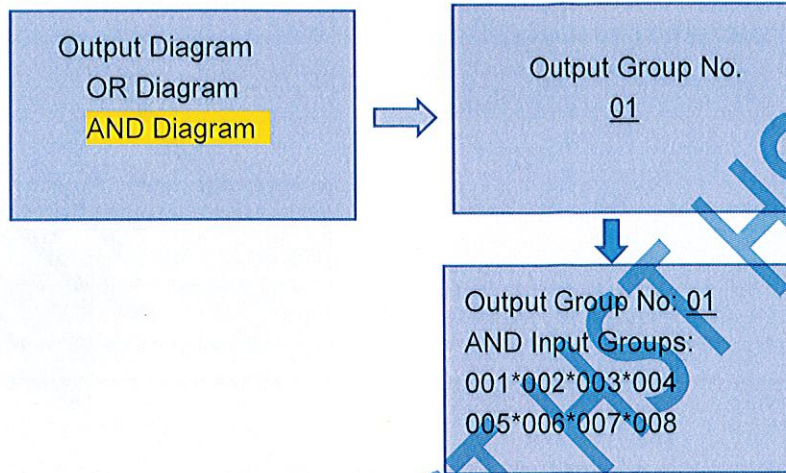 Output Diagram
OR Diagram
AND Diagram
Output Group No.
01
Output Group No: 01
AND Input Groups:
001*002*003*004
005*006*007*008
HST